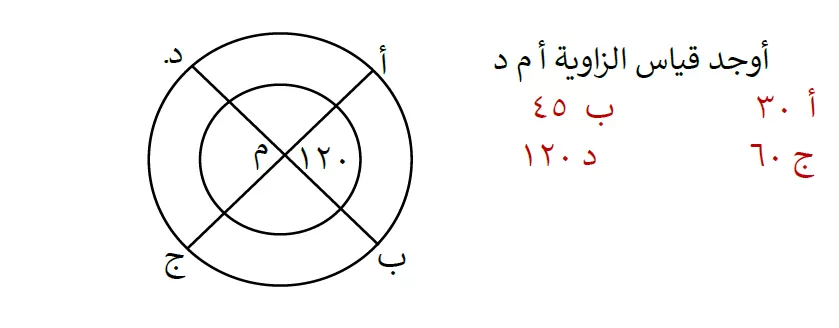 أوجد قياس الزاوية أ م د
أ ٣٠ ب ٤٥
ج ٦٠ د ١٢٠
د.
أ
م
١٢٠
ج
ب